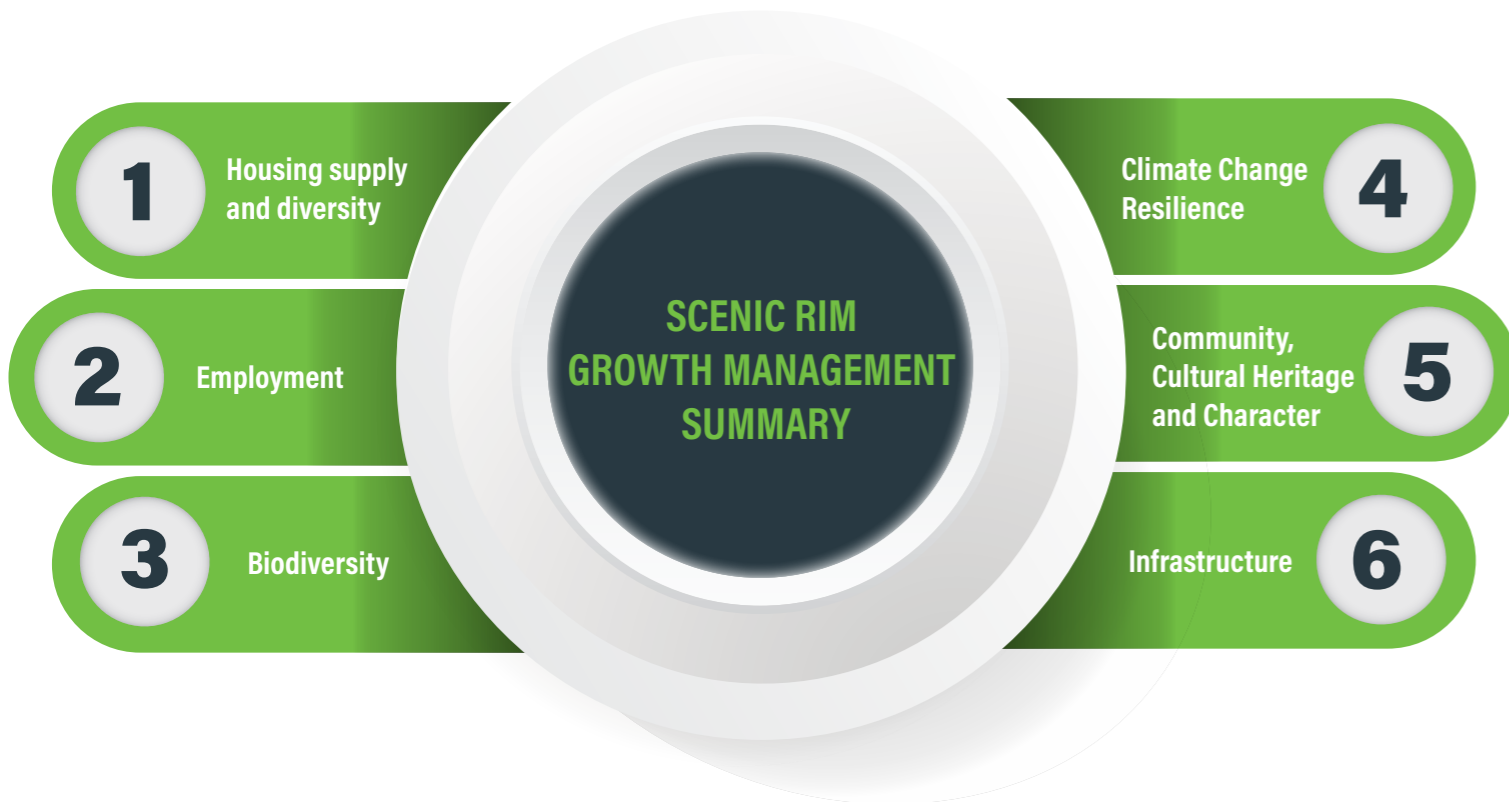 1
Housing supply
and diversity
2
Employment
3
Biodiversity
SCENIC RIM
GROWTH MANAGEMENT
SUMMARY
Climate Change
Resilience
4
Community,
Cultural Heritage
and Character
5
Infrastructure
6